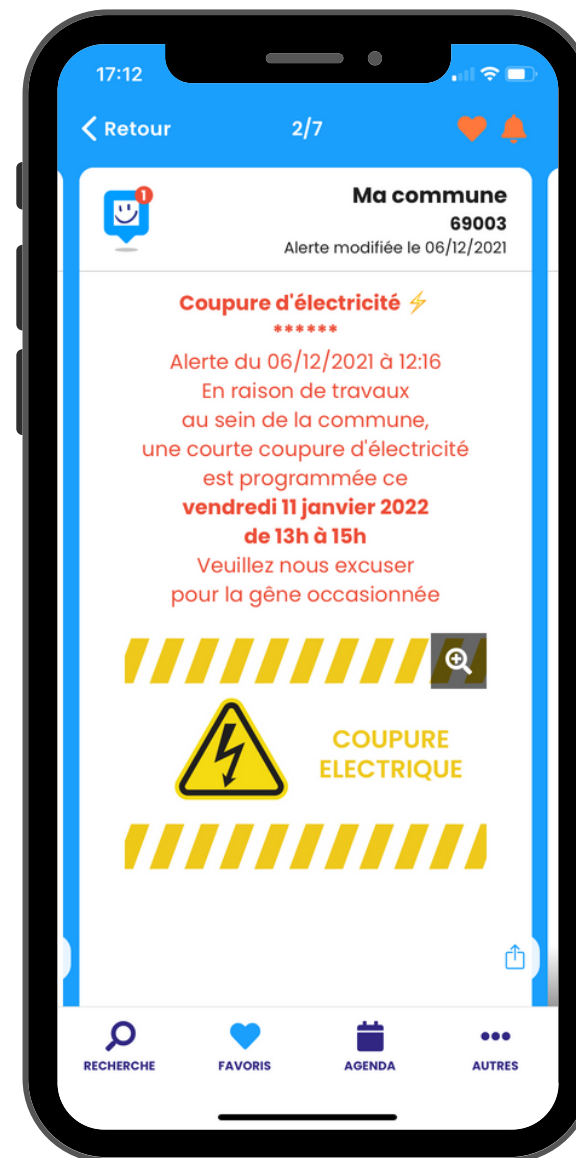 17:12
Retour
2/7
1
Ma commune
69003
Alerte modifiée le 06/12/2021
Coupure d'électricité ⚡
******
Alerte du 06/12/2021 à 12:16
En raison de travaux
au sein de la commune,
une courte coupure d'électricité
est programmée ce
vendredi 11 janvier 2022
de 13h à 15h
Veuillez nous excuser
pour la gêne occasionnée
COUPURE
ELECTRIQUE
RECHERCHE
FAVORIS
AGENDA
AUTRES